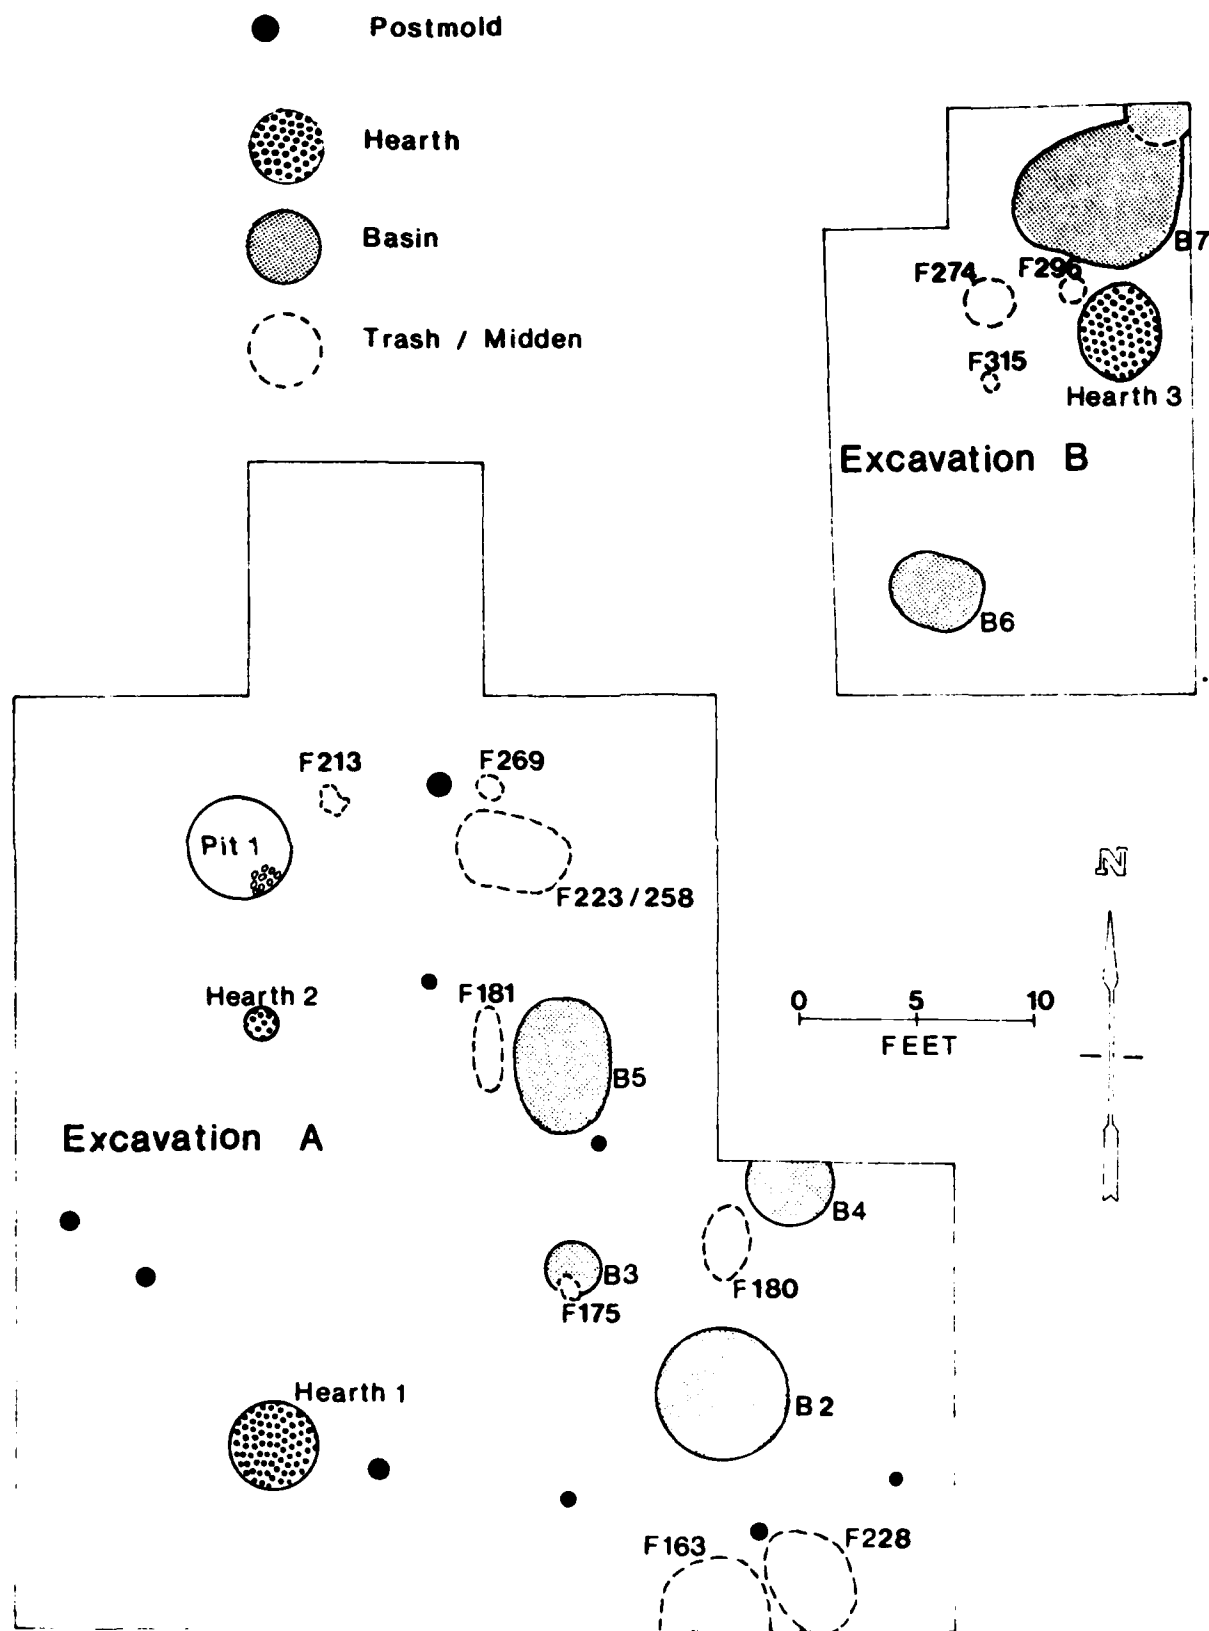 Postmold
Hearth
Basin
Trash / Midden
B7
F274
F296
F315
Hearth 3
Excavation B
B6
F213
F269
Pit 1
F223/258
N
Hearth 2
F181
0 5 10
FEET
B5
Excavation A
B4
B3
F180
F175
Hearth 1
B2
F163
F228